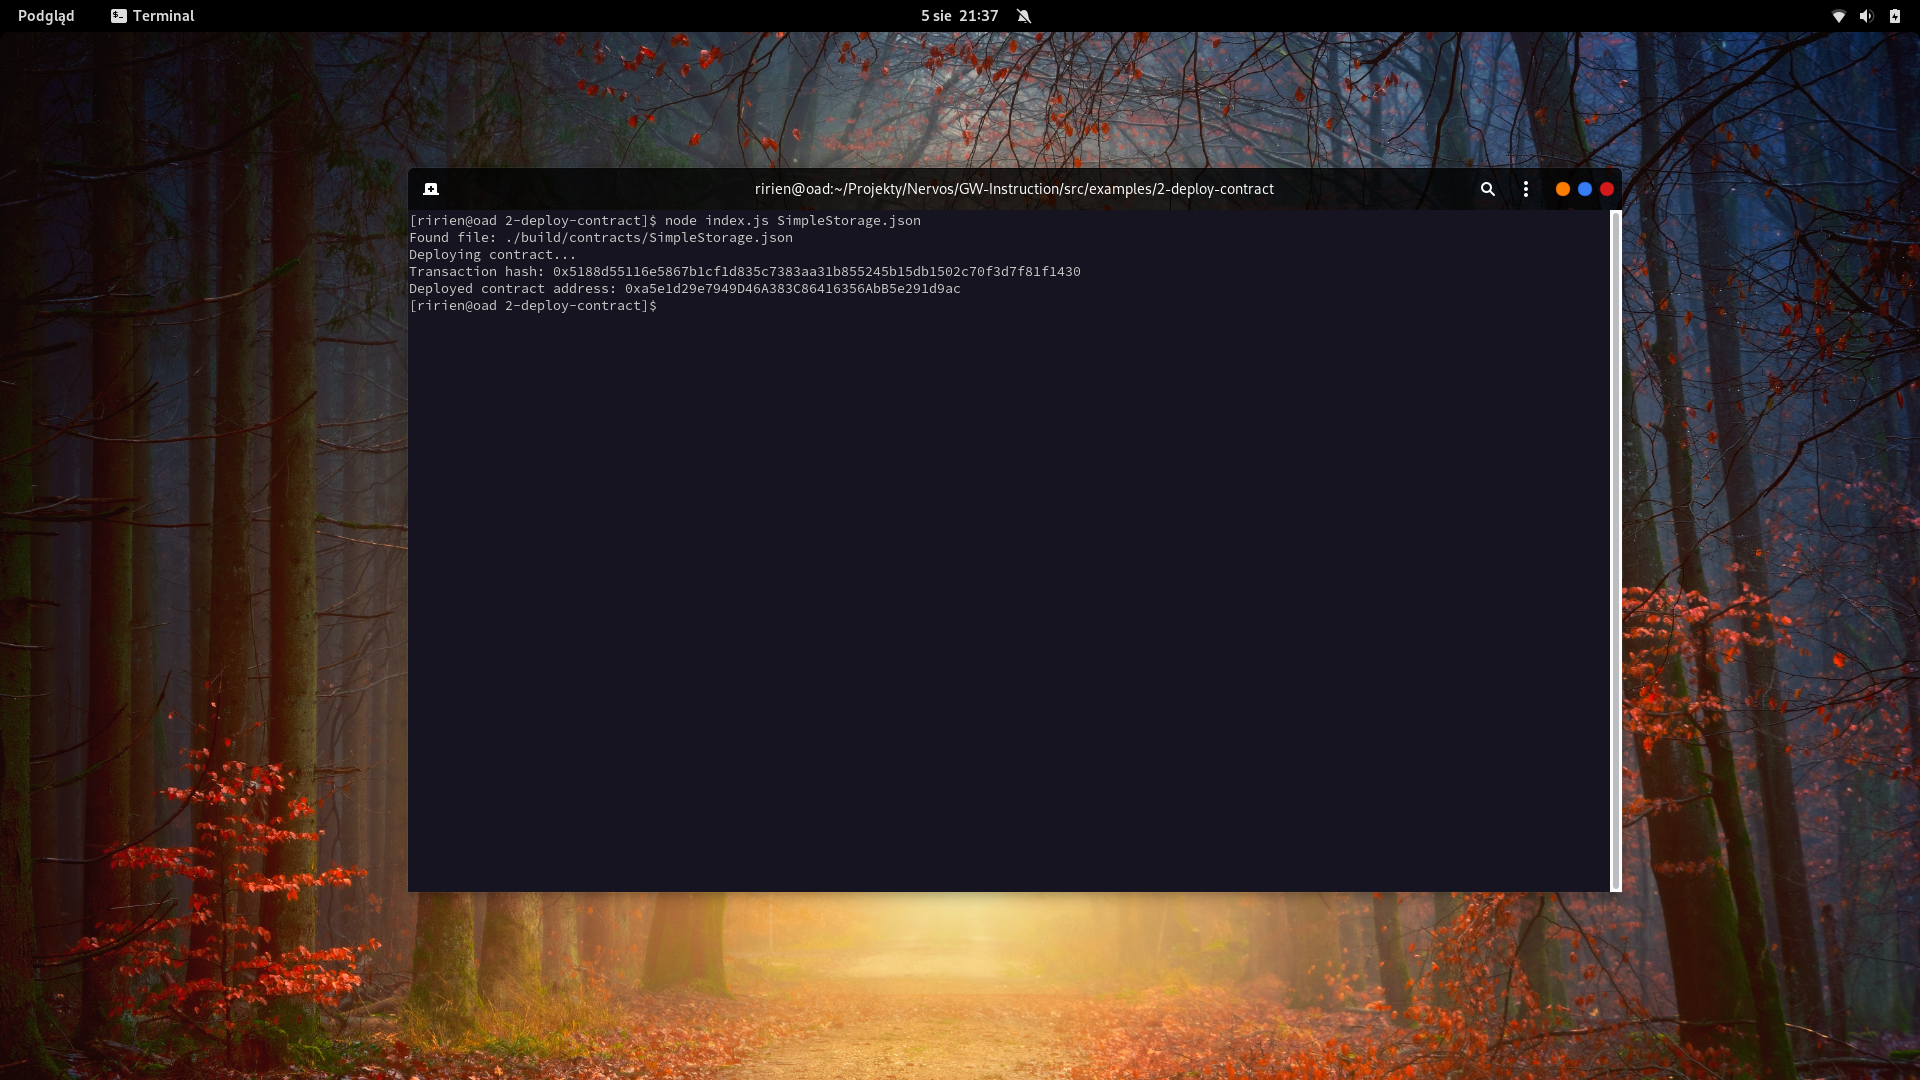 Podgląd
Terminal
5 sie 21:37
ririen@oad:~/Projekty/Nervos/GW-Instruction/src/examples/2-deploy-contract
[ririen@oad 2-deploy-contract]$ node index.js SimpleStorage.json
Found file: ./build/contracts/SimpleStorage.json
Deploying contract...
Transaction hash: 0x5188d55116e5867b1cf1d835c7383aa31b855245b15db1502c70f3d7f81f1430
Deployed contract address: 0xa5e1d29e7949D46A383C86416356AbB5e291d9ac
[ririen@oad 2-deploy-contract]$